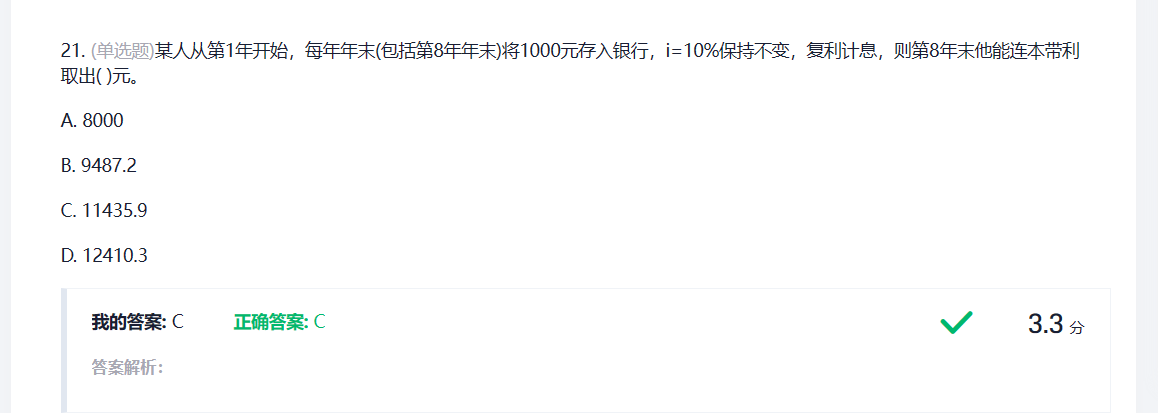 21. (单选题)某人从第1年开始，每年年末(包括第8年年末)将1000元存入银行，i=10%保持不变，复利计息，则第8年末他能连本带利
取出( )元。
A. 8000
B. 9487.2
C. 11435.9
D. 12410.3
我的答案: C 正确答案: C 3.3 分
答案解析：